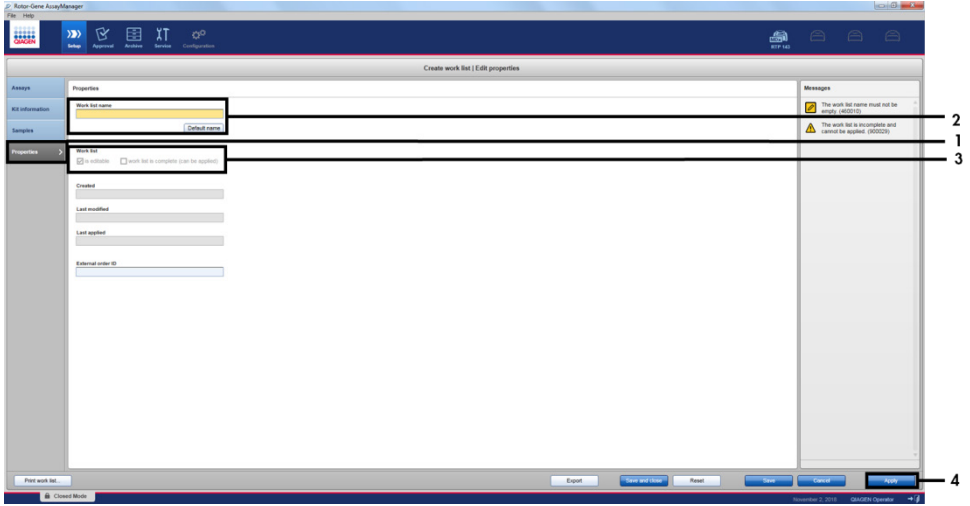 Rotor-Gene AssayManager
File Help
QIAGEN
Setup Approval Archive Service Configuration
RTP 143
Create work list | Edit properties
Assays
Kit information
Samples
Properties
Properties
Work list name
Default name
Work list
is editable work list is complete (can be applied)
Created
Last modified
Last applied
External order ID
Messages
The work list name must not be
empty. (460010)
The work list is incomplete and
cannot be applied. (900029)
2
1
3
4
Print work list... Export Save and close Reset Save Cancel Apply
Closed Mode
November 2, 2016 QIAGEN Operator